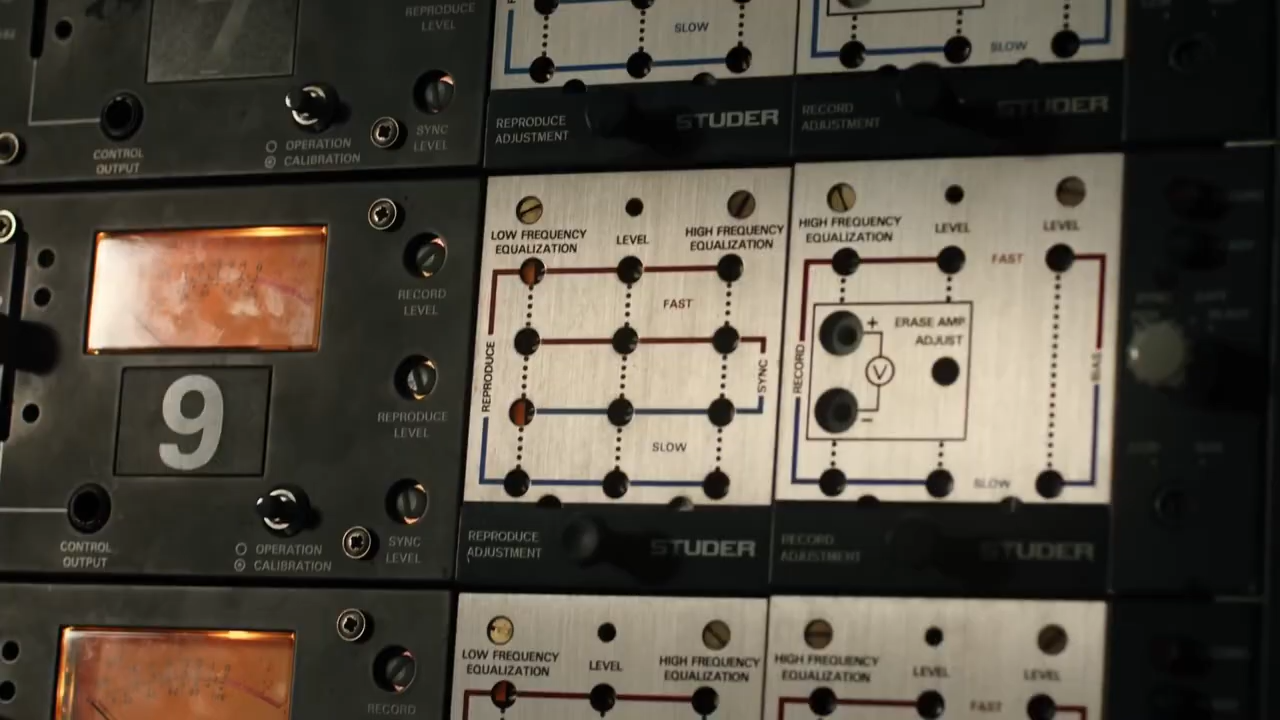 REPRODUCE
LEVEL
SLOW
SLOW
SYNC
LEVEL
OPERATION
CALIBRATION
CONTROL
OUTPUT
REPRODUCE
ADJUSTMENT
STUDER
RECORD
ADJUSTMENT
STUDER
RECORD
LEVEL
9
REPRODUCE
LEVEL
CONTROL
OUTPUT
OPERATION
CALIBRATION
SYNC
LEVEL
LOW FREQUENCY
EQUALIZATION
LEVEL
HIGH FREQUENCY
EQUALIZATION
FAST
REPRODUCE
SYNC
SLOW
REPRODUCE
ADJUSTMENT
STUDER
HIGH FREQUENCY
EQUALIZATION
LEVEL
LEVEL
FAST
+
ERASE AMP
ADJUST
V
−
RECORD
BIAS
SLOW
RECORD
ADJUSTMENT
STUDER
RECORD
LOW FREQUENCY
EQUALIZATION
LEVEL
HIGH FREQUENCY
EQUALIZATION
HIGH FREQUENCY
EQUALIZATION
LEVEL
LEVEL
FAST